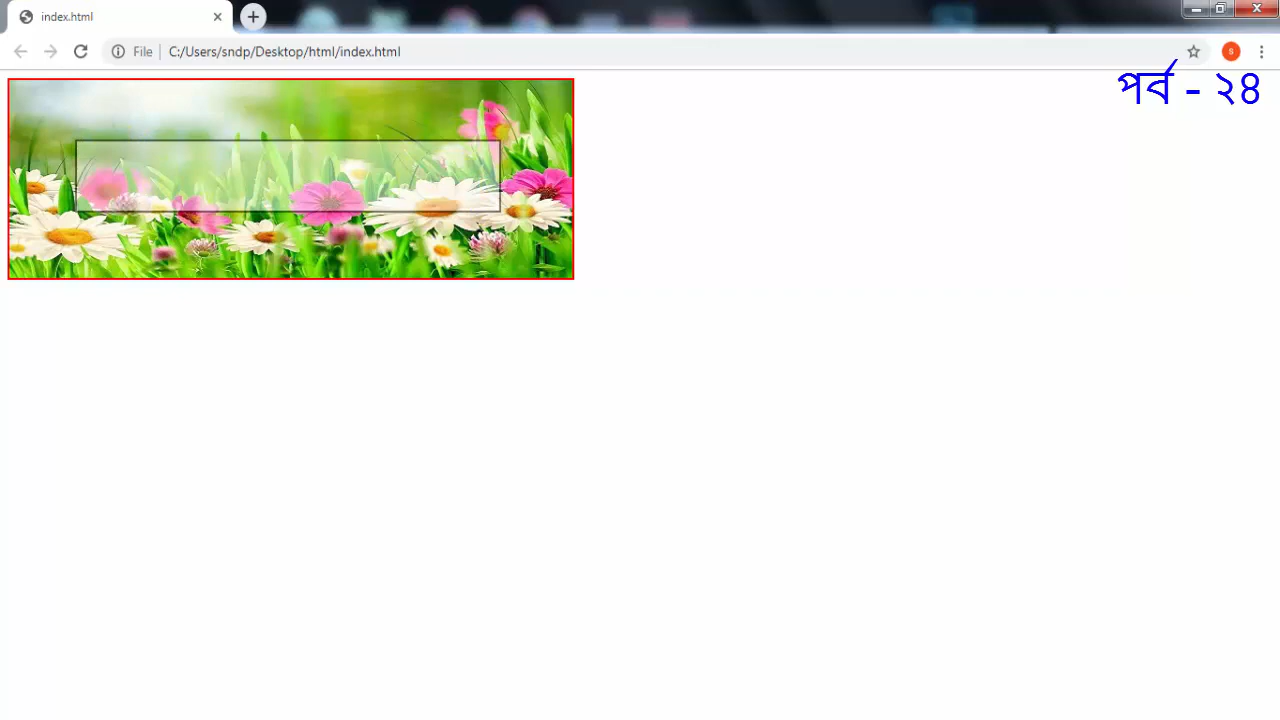 index.html
File
C:/Users/sndp/Desktop/html/index.html
S
পর্ব - ২৪